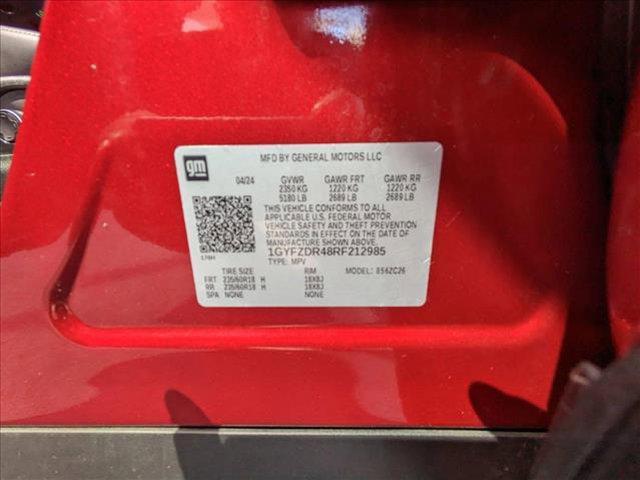 gm
MFD BY GENERAL MOTORS LLC
04/24 GVWR GAWR FRT GAWR RR
2350 KG 1220 KG 1220 KG
5180 LB 2689 LB 2689 LB
THIS VEHICLE CONFORMS TO ALL
APPLICABLE U.S. FEDERAL MOTOR
VEHICLE SAFETY AND THEFT PREVENTION
STANDARDS IN EFFECT ON THE DATE OF
MANUFACTURE SHOWN ABOVE.
1GYFZDR48RF212985
TYPE: MPV
TIRE SIZE RIM MODEL: 856ZC26
FRT 235/60R18 H 18X8J
RR 235/60R18 H 18X8J
SPA NONE NONE